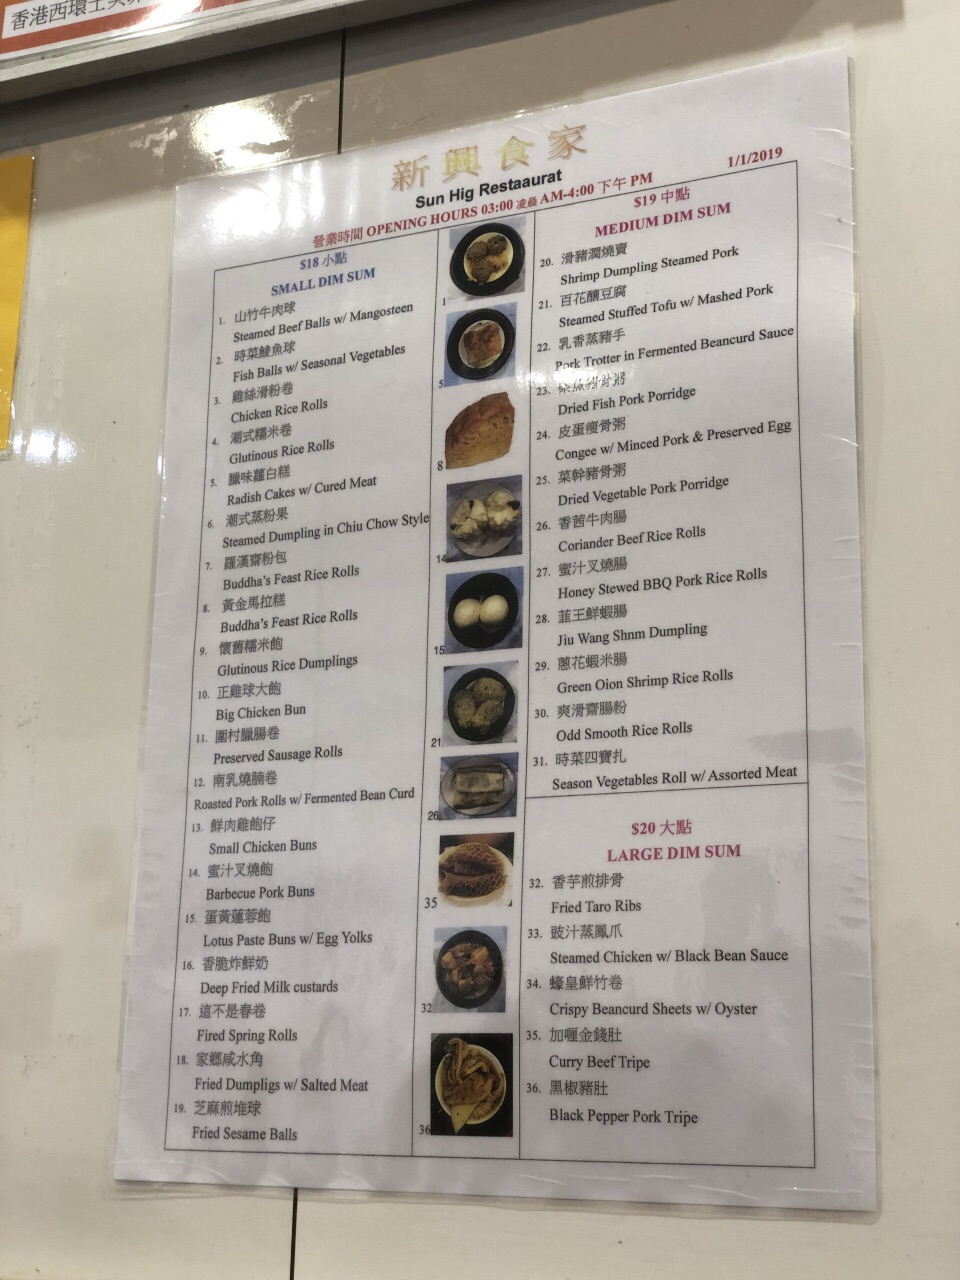 香港西環士美
新興食家
Sun Hig Restaaurat
1/1/2019
營業時間 OPENING HOURS 03:00 凌晨 AM-4:00 下午 PM
$18 小點
SMALL DIM SUM
1. 山竹牛肉球
Steamed Beef Balls w/ Mangosteen
2. 時菜鯪魚球
Fish Balls w/ Seasonal Vegetables
3. 雞絲滑粉卷
Chicken Rice Rolls
4. 潮式糯米卷
Glutinous Rice Rolls
5. 臘味蘿白糕
Radish Cakes w/ Cured Meat
6. 潮式蒸粉果
Steamed Dumpling in Chiu Chow Style
7. 羅漢齋粉包
Buddha's Feast Rice Rolls
8. 黃金馬拉糕
Buddha's Feast Rice Rolls
9. 懷舊糯米飽
Glutinous Rice Dumplings
10. 正雞球大飽
Big Chicken Bun
11. 圍村臘腸卷
Preserved Sausage Rolls
12. 南乳燒腩卷
Roasted Pork Rolls w/ Fermented Bean Curd
13. 鮮肉雞飽仔
Small Chicken Buns
14. 蜜汁叉燒飽
Barbecue Pork Buns
15. 蛋黃蓮蓉飽
Lotus Paste Buns w/ Egg Yolks
16. 香脆炸鮮奶
Deep Fried Milk custards
17. 這不是春卷
Fired Spring Rolls
18. 家鄉咸水角
Fried Dumpligs w/ Salted Meat
19. 芝麻煎堆球
Fried Sesame Balls
1
5
8
14
15
21
26
35
32
36
$19 中點
MEDIUM DIM SUM
20. 滑豬潤燒賣
Shrimp Dumpling Steamed Pork
21. 百花釀豆腐
Steamed Stuffed Tofu w/ Mashed Pork
22. 乳香蒸豬手
Pork Trotter in Fermented Beancurd Sauce
23. 柴魚豬骨粥
Dried Fish Pork Porridge
24. 皮蛋瘦骨粥
Congee w/ Minced Pork & Preserved Egg
25. 菜幹豬骨粥
Dried Vegetable Pork Porridge
26. 香茜牛肉腸
Coriander Beef Rice Rolls
27. 蜜汁叉燒腸
Honey Stewed BBQ Pork Rice Rolls
28. 韮王鮮蝦腸
Jiu Wang Shnm Dumpling
29. 蔥花蝦米腸
Green Oion Shrimp Rice Rolls
30. 爽滑齋腸粉
Odd Smooth Rice Rolls
31. 時菜四寶扎
Season Vegetables Roll w/ Assorted Meat
$20 大點
LARGE DIM SUM
32. 香芋煎排骨
Fried Taro Ribs
33. 豉汁蒸鳳爪
Steamed Chicken w/ Black Bean Sauce
34. 蠔皇鮮竹卷
Crispy Beancurd Sheets w/ Oyster
35. 加喱金錢肚
Curry Beef Tripe
36. 黑椒豬肚
Black Pepper Pork Tripe